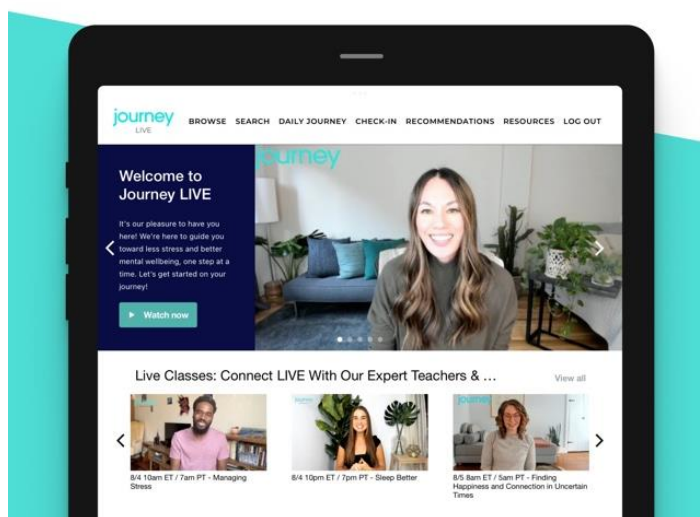 journey
LIVE
BROWSE SEARCH DAILY JOURNEY CHECK-IN RECOMMENDATIONS RESOURCES LOG OUT
journey
Welcome to
Journey LIVE
It's our pleasure to have you
here! We're here to guide you
toward less stress and better
mental wellbeing, one step at a
time. Let's get started on your
journey!
Watch now
Live Classes: Connect LIVE With Our Expert Teachers & ...
View all
journey
journey
journey
8/4 10am ET / 7am PT - Managing
Stress
8/4 10pm ET / 7pm PT - Sleep Better
8/5 8am ET / 5am PT - Finding
Happiness and Connection in Uncertain
Times